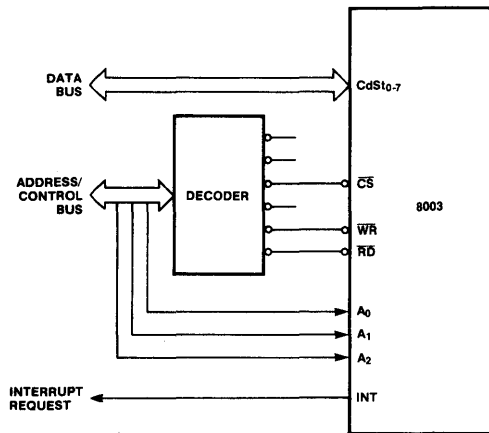 DATA
BUS
CdSt0-7
ADDRESS/
CONTROL
BUS
DECODER
CS
8003
WR
RD
A0
A1
A2
INTERRUPT
REQUEST
INT